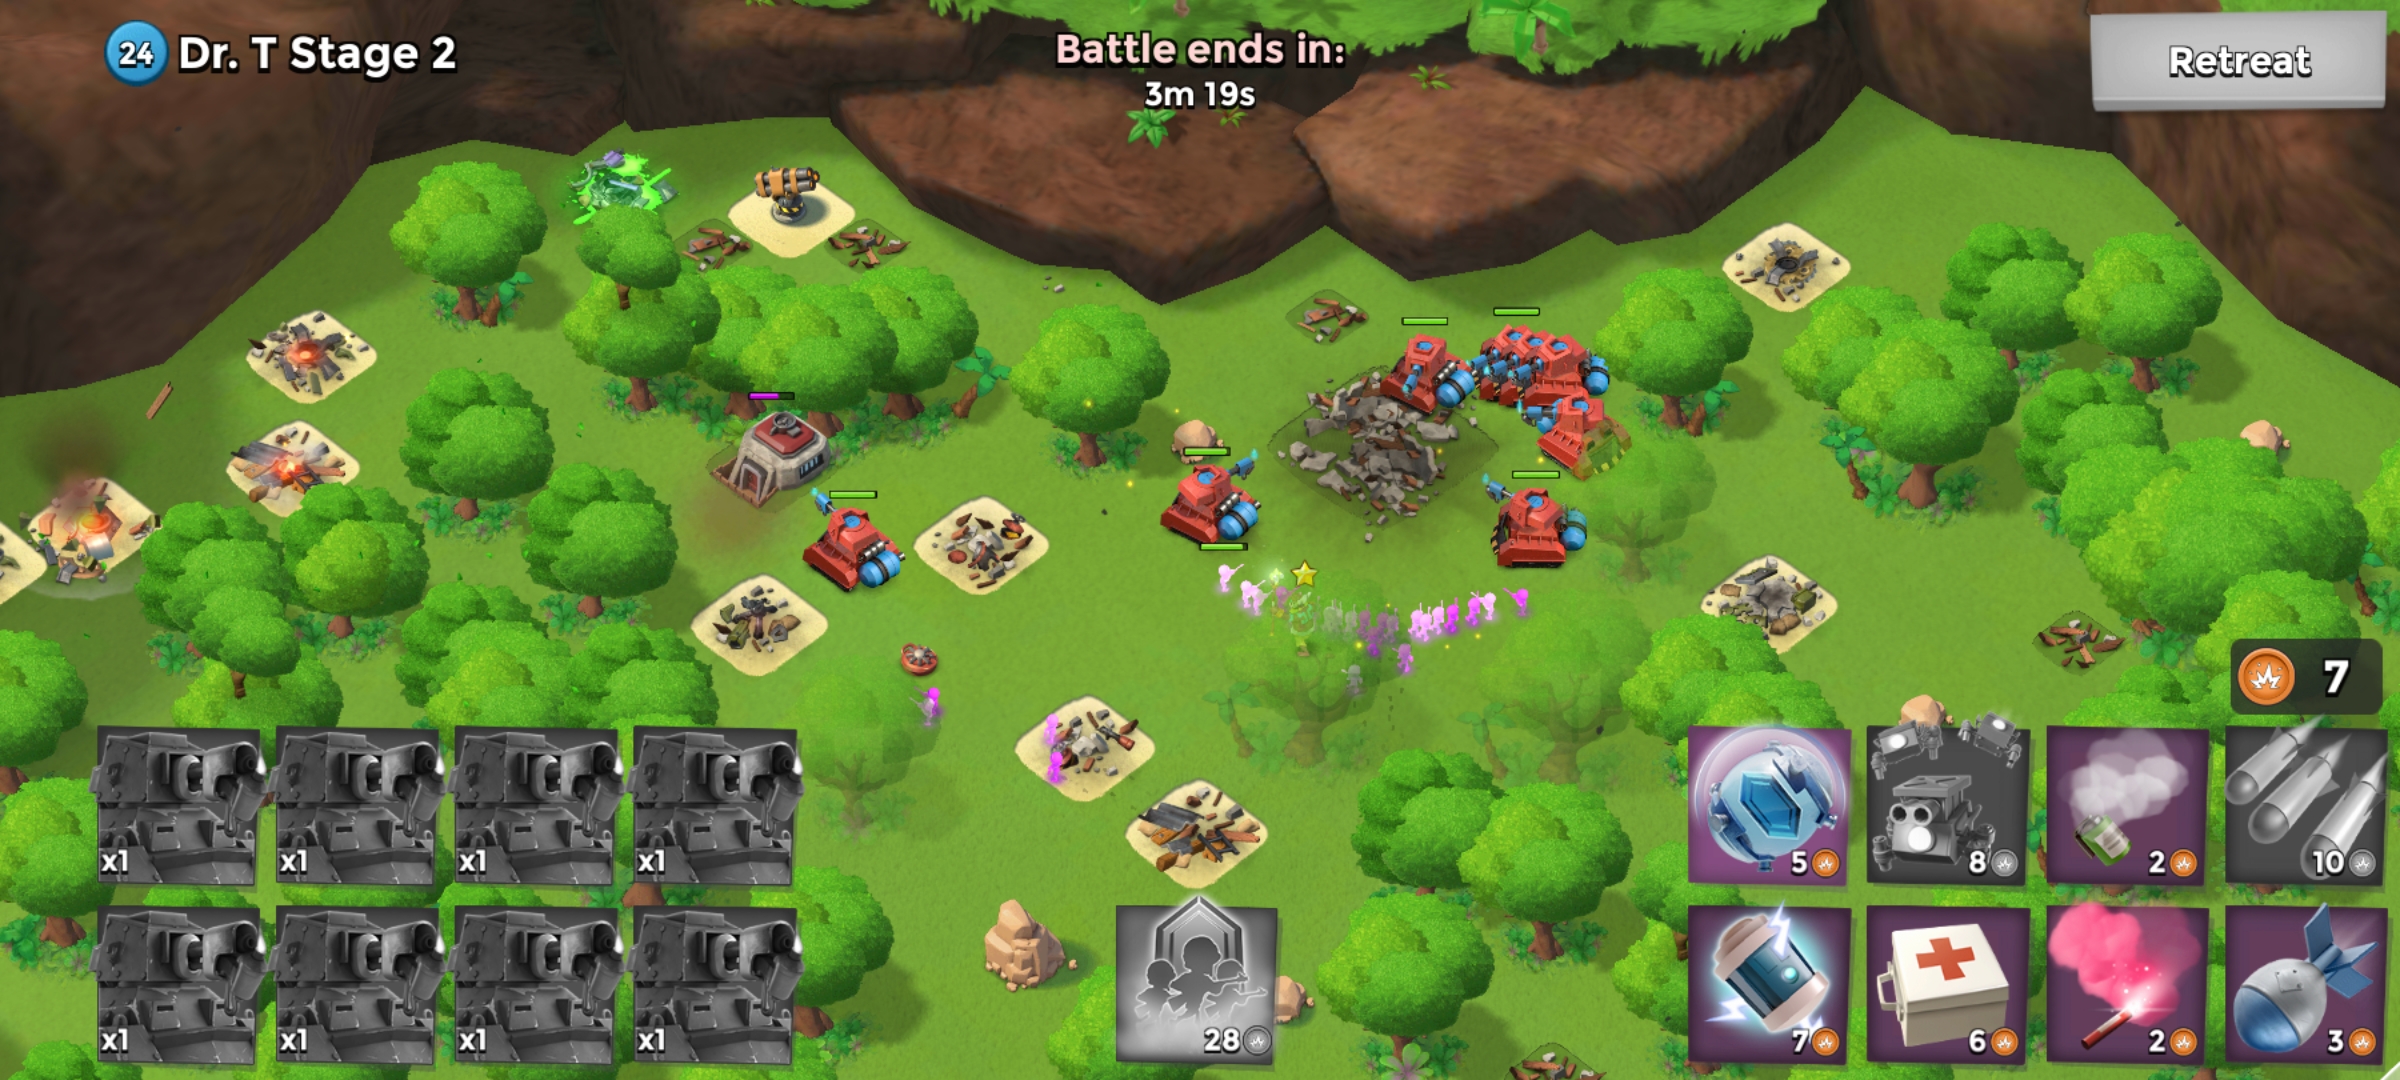 24 Dr. T Stage 2
Battle ends in:
3m 19s
Retreat
7
x1 x1 x1 x1
5 8 2 10
x1 x1 x1 x1
28
7 6 2 3